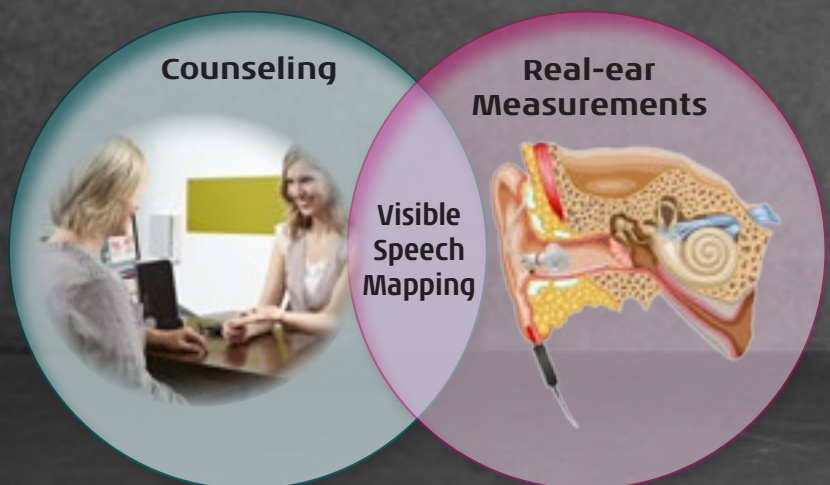 Counseling
Real-ear
Measurements
Visible
Speech
Mapping